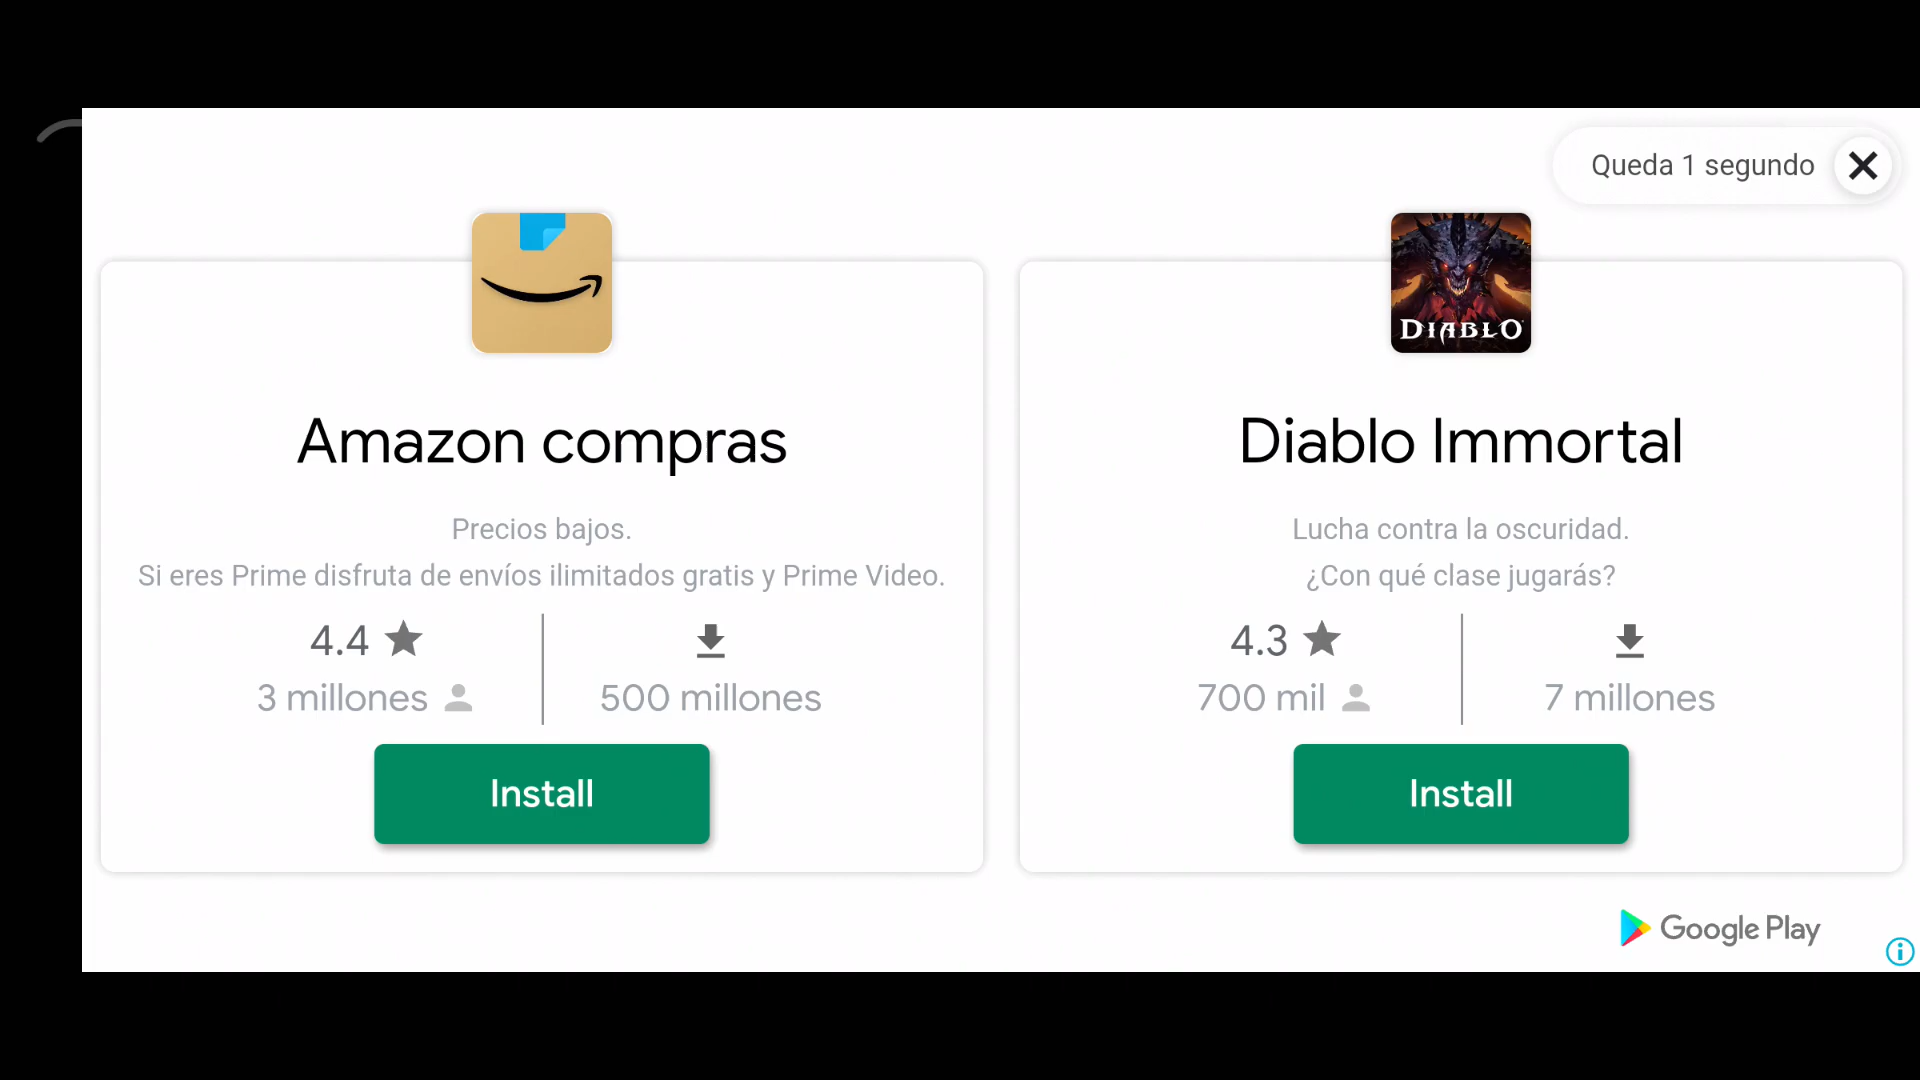 Queda 1 segundo
DIABLO
Amazon compras
Precios bajos.
Si eres Prime disfruta de envíos ilimitados gratis y Prime Video.
4.4
3 millones
500 millones
Install
Diablo Immortal
Lucha contra la oscuridad.
¿Con qué clase jugarás?
4.3
700 mil
7 millones
Install
Google Play